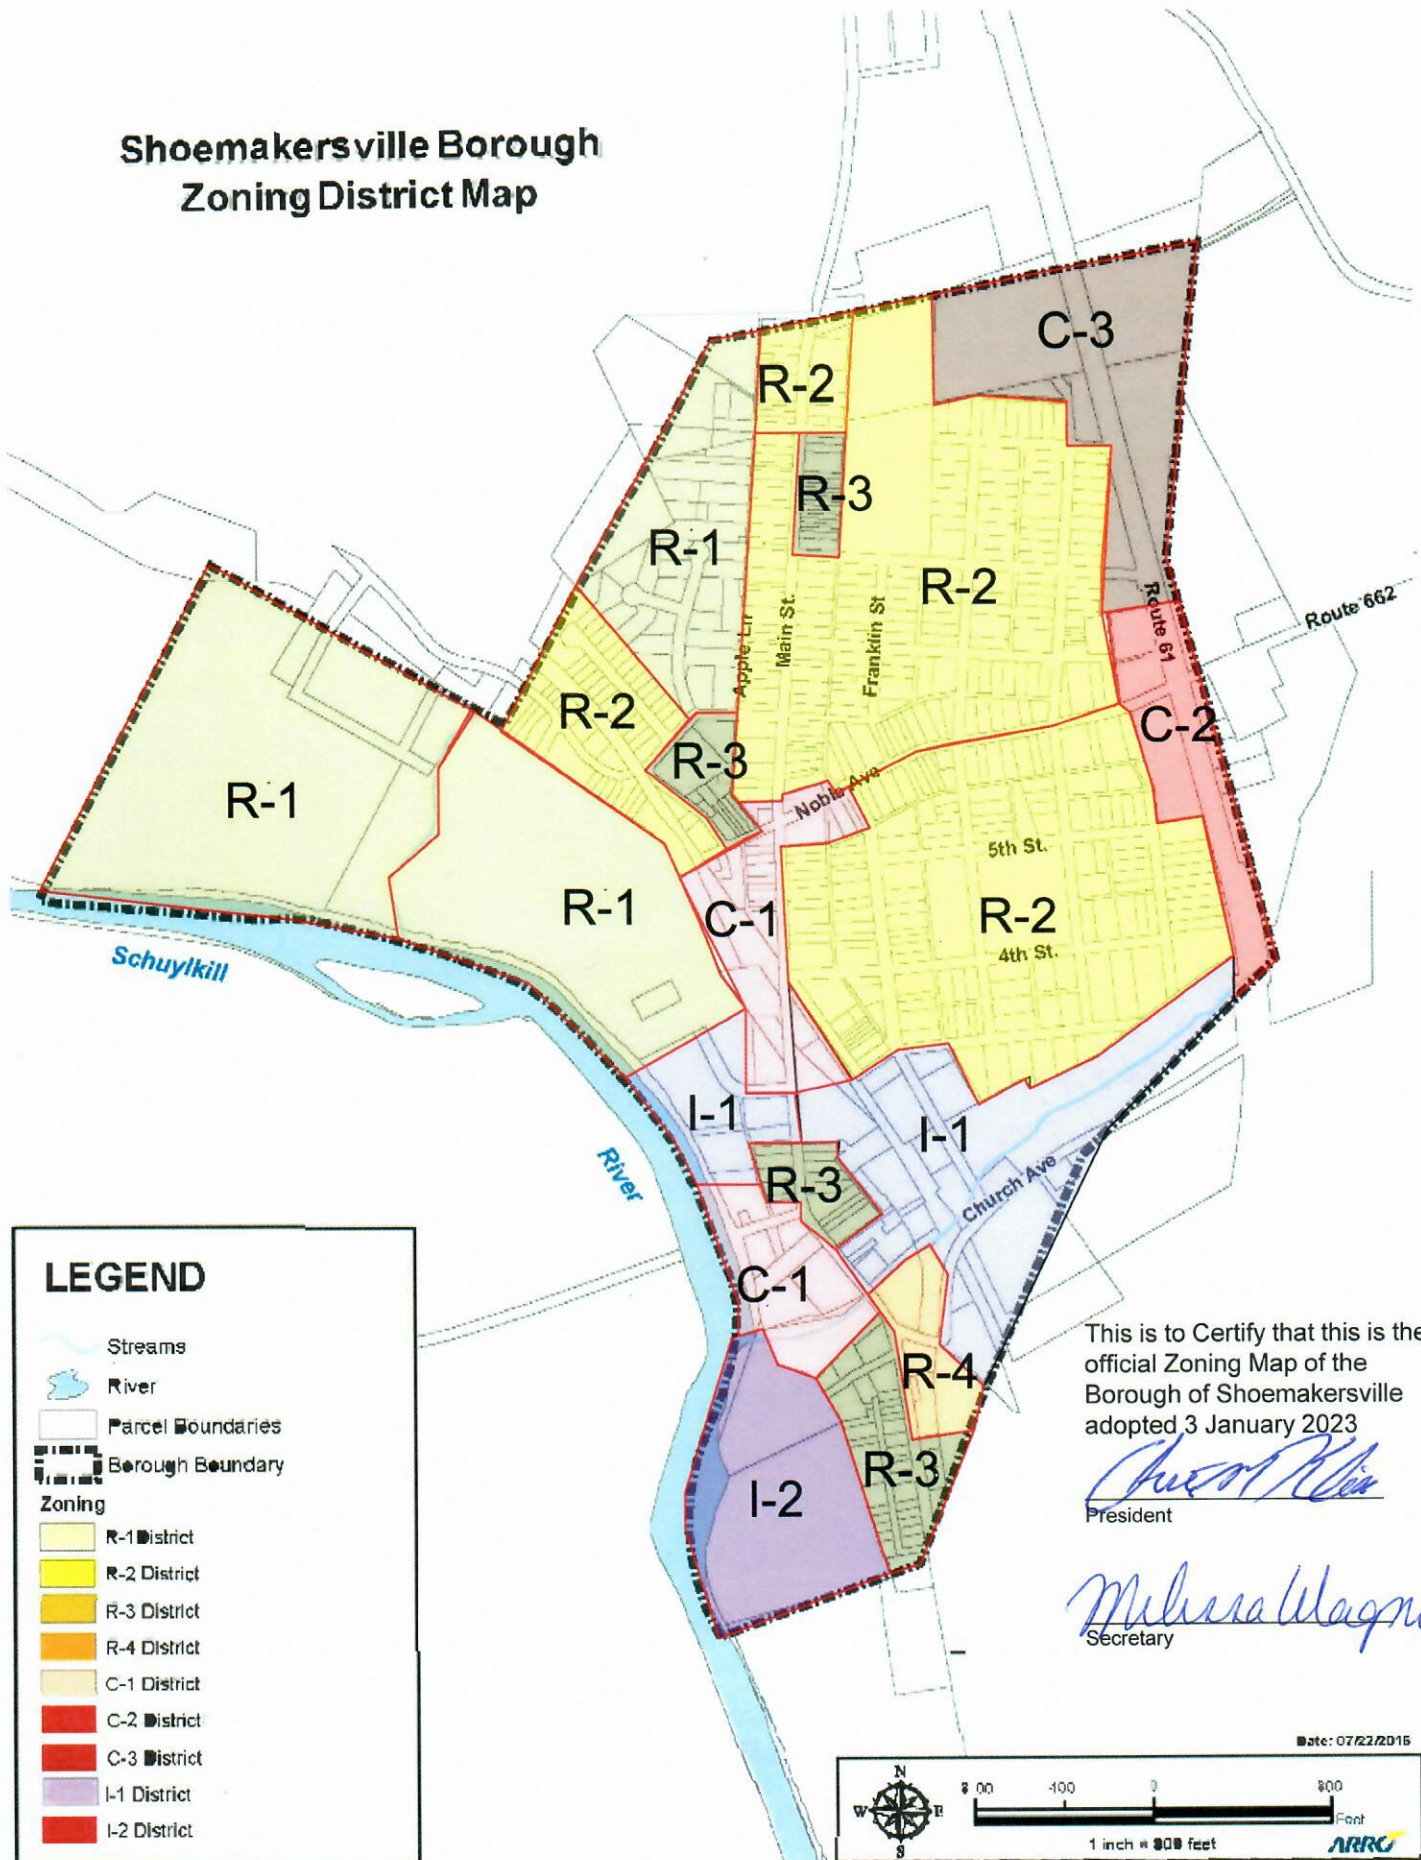 Shoemakersville Borough
Zoning District Map
C-3
R-2
R-3
R-1
R-2
Route 61
Route 662
Apple Ln
Main St.
Franklin St
R-2
C-2
R-3
R-1
Noble Ave
5th St.
R-1
C-1
R-2
4th St.
Schuylkill
I-1
I-1
River
R-3
Church Ave
C-1
R-4
R-3
I-2
LEGEND
Streams
River
Parcel Boundaries
Borough Boundary
Zoning
R-1 District
R-2 District
R-3 District
R-4 District
C-1 District
C-2 District
C-3 District
I-1 District
I-2 District
This is to Certify that this is the
official Zoning Map of the
Borough of Shoemakersville
adopted 3 January 2023
President
Melissa Wagn
Secretary
Date: 07/22/2016
N
W E
S
800 400 0 800
Feet
1 inch = 800 feet
ARRO